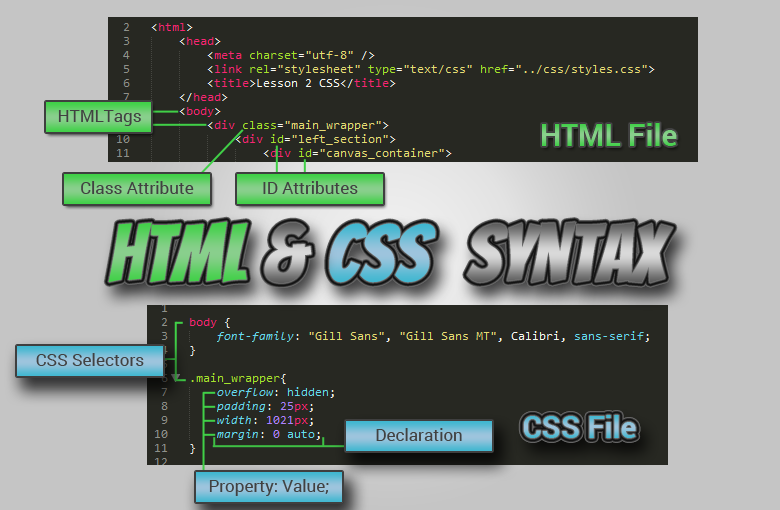 2 <html>
3 <head>
4 <meta charset="utf-8" />
5 <link rel="stylesheet" type="text/css" href="../css/styles.css">
6 <title>Lesson 2 CSS</title>
7 </head>
HTMLTags
8 <body>
9 <div class="main_wrapper">
10 <div id="left_section">
11 <div id="canvas_container">
HTML File
Class Attribute
ID Attributes
HTML & CSS SYNTAX
1
2 body {
3 font-family: "Gill Sans", "Gill Sans MT", Calibri, sans-serif;
4 }
CSS Selectors
6 .main_wrapper{
7 overflow: hidden;
8 padding: 25px;
9 width: 1021px;
10 margin: 0 auto;
11 }
12
Declaration
CSS File
Property: Value;